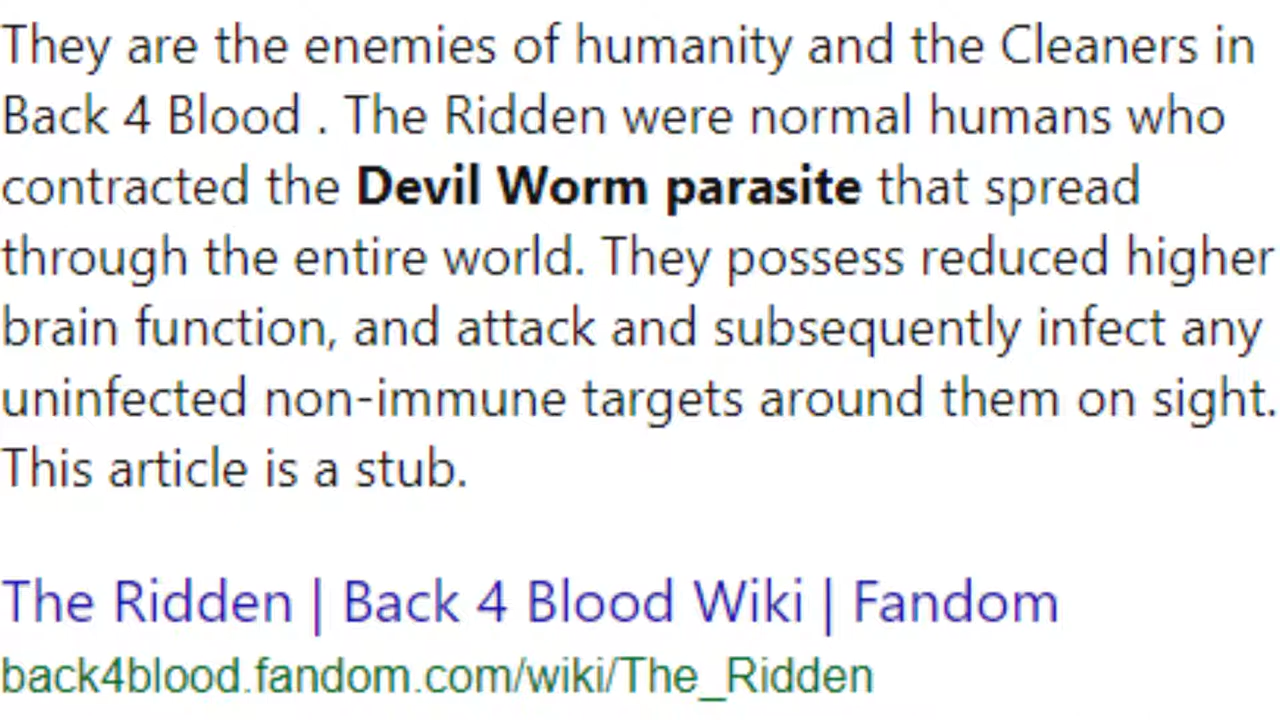 They are the enemies of humanity and the Cleaners in
Back 4 Blood . The Ridden were normal humans who
contracted the Devil Worm parasite that spread
through the entire world. They possess reduced higher
brain function, and attack and subsequently infect any
uninfected non-immune targets around them on sight.
This article is a stub.
The Ridden | Back 4 Blood Wiki | Fandom
back4blood.fandom.com/wiki/The_Ridden